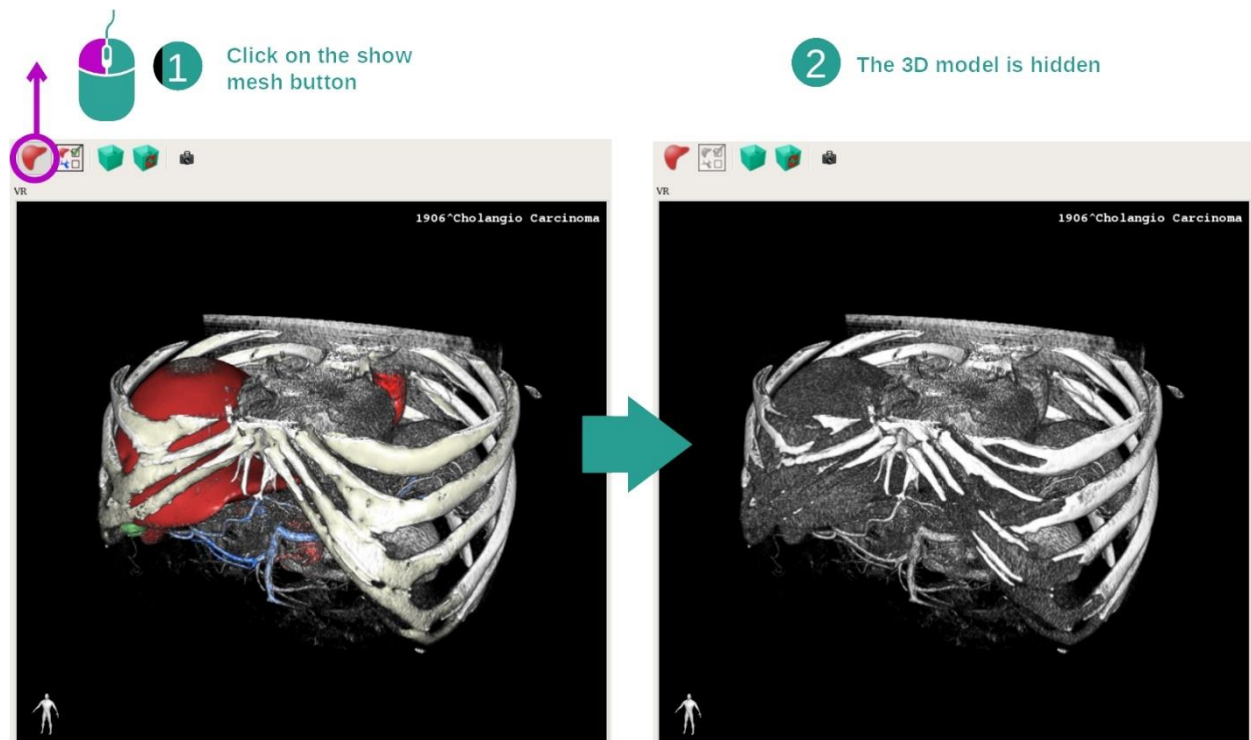 1
Click on the show
mesh button
2
The 3D model is hidden
VR
1906^Cholangio Carcinoma
VR
1906^Cholangio Carcinoma